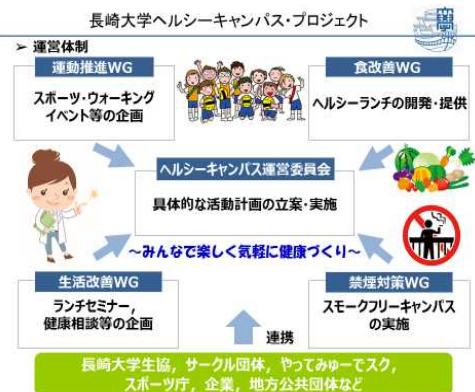 長崎大学ヘルシーキャンパス・プロジェクト
➢ 運営体制
運動推進WG
スポーツ・ウォーキング
イベント等の企画
食改善WG
ヘルシーランチの開発・提供
ヘルシーキャンパス運営委員会
具体的な活動計画の立案・実施
～みんなで楽しく気軽に健康づくり～
生活改善WG
ランチセミナー，
健康相談等の企画
禁煙対策WG
スモークフリーキャンパス
の実施
連携
長崎大学生協，サークル団体，やってみゅーでスク，
スポーツ庁，企業，地方公共団体など